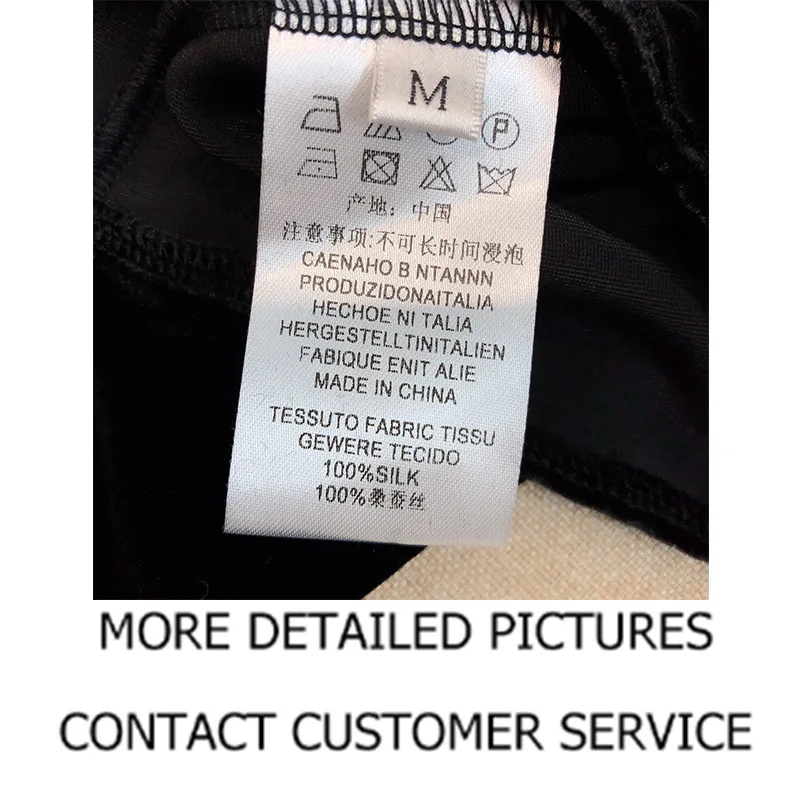 M
P
产地: 中国
注意事项:不可长时间浸泡
CAENAHO B NTANNN
PRODUZIDONAITALIA
HECHOE NI TALIA
HERGESTELLTINITALIEN
FABIQUE ENIT ALIE
MADE IN CHINA
TESSUTO FABRIC TISSU
GEWERE TECIDO
100%SILK
100%桑蚕丝
MORE DETAILED PICTURES
CONTACT CUSTOMER SERVICE